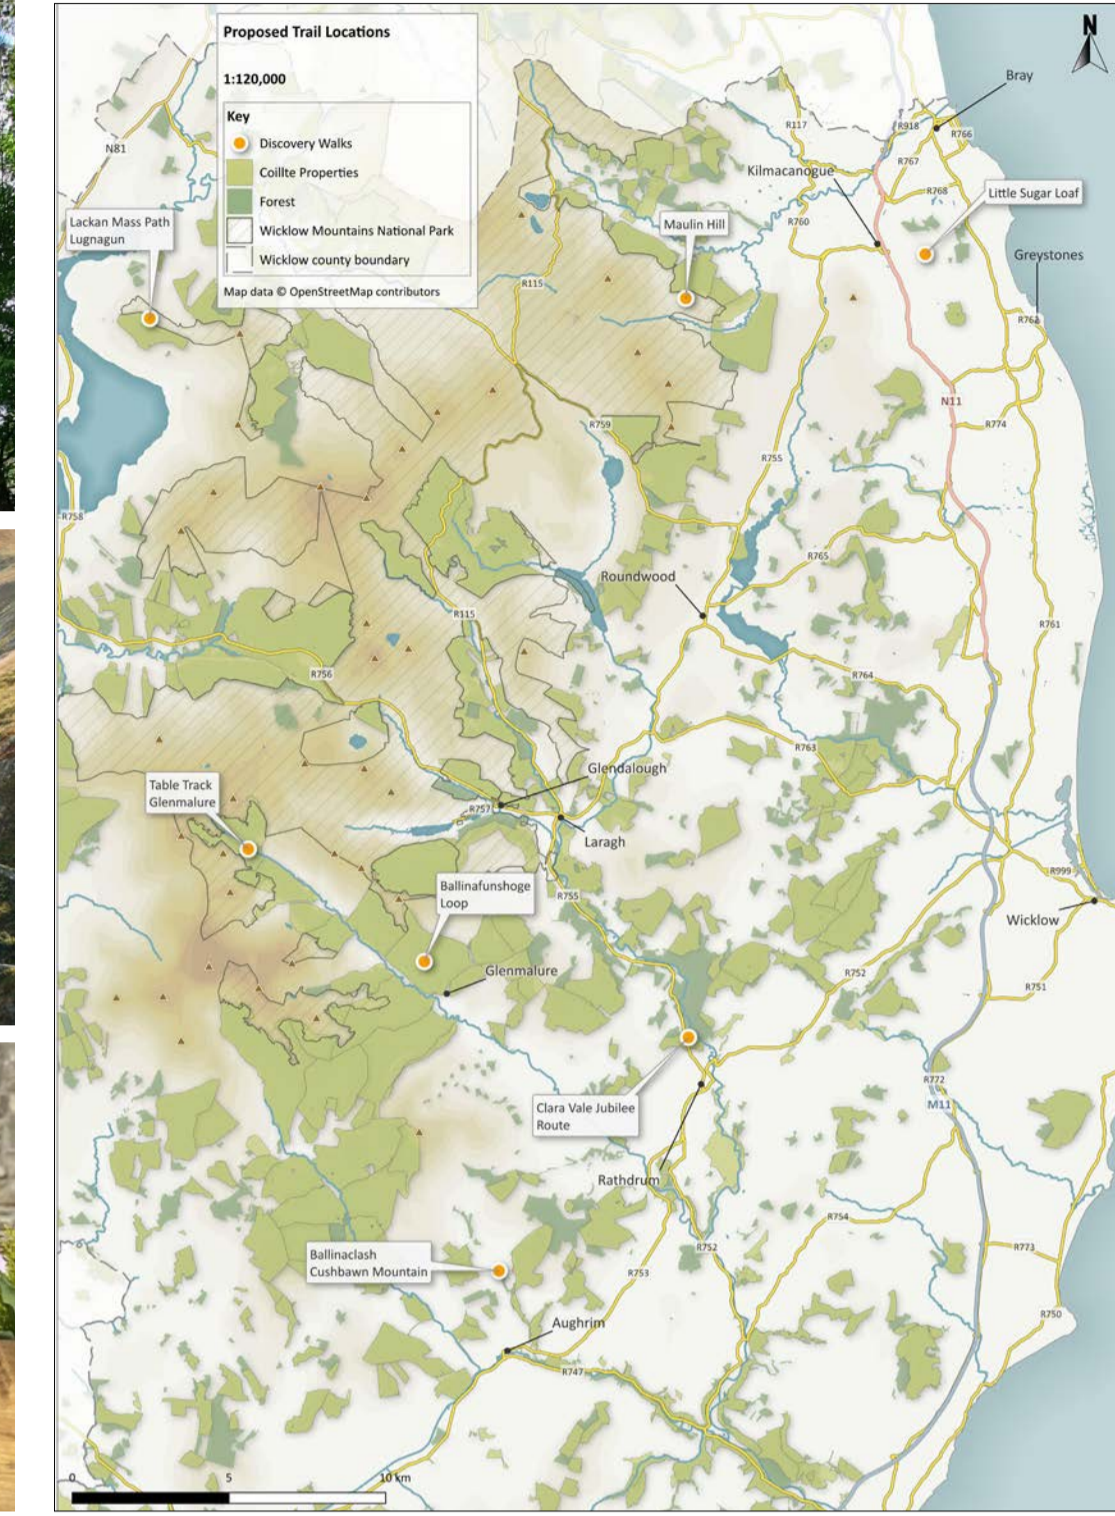 Proposed Trail Locations
1:120,000
Key
Discovery Walks
Coillte Properties
Forest
Wicklow Mountains National Park
Wicklow county boundary
Map data © OpenStreetMap contributors
N
Bray
R117
R918
R766
N81
R767
Kilmacanogue
R768
Little Sugar Loaf
Lackan Mass Path
Lugnagun
Maulin Hill
R760
Greystones
R115
R762
N11
R759
R774
R755
R758
R765
Roundwood
R115
R761
R756
R764
R763
Glendalough
Table Track
Glenmalure
R757
Laragh
R999
Ballinafunshoge
Loop
R755
Wicklow
Glenmalure
R752
R751
R772
Clara Vale Jubilee
Route
M11
Rathdrum
R754
Ballinaclash
Cushbawn Mountain
R752
R773
R753
R750
Aughrim
R747
0 5 10 km